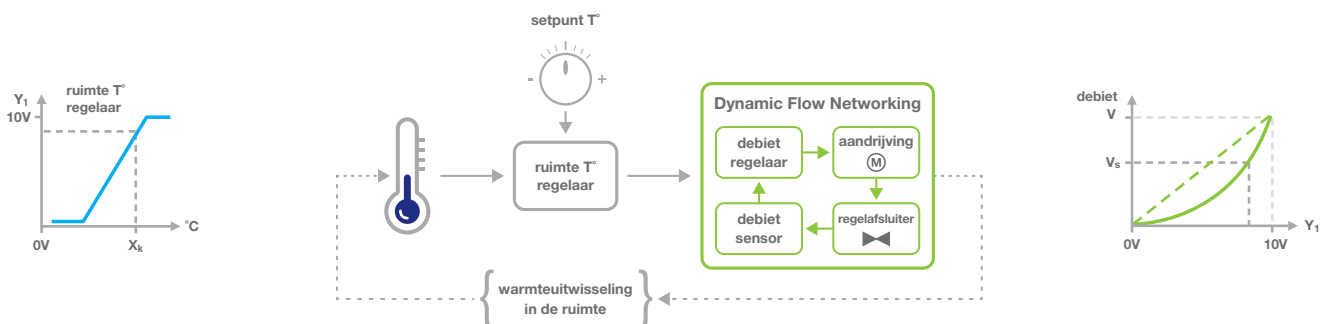 setpunt T°
- +
Y₁
10V
ruimte T°
regelaar
°C
0V
Xₖ
ruimte T°
regelaar
Dynamic Flow Networking
debiet
regelaar
aandrijving
M
debiet
sensor
regelafsluiter
warmteuitwisseling
in de ruimte
debiet
V
Vₛ
0V
10V
Y₁